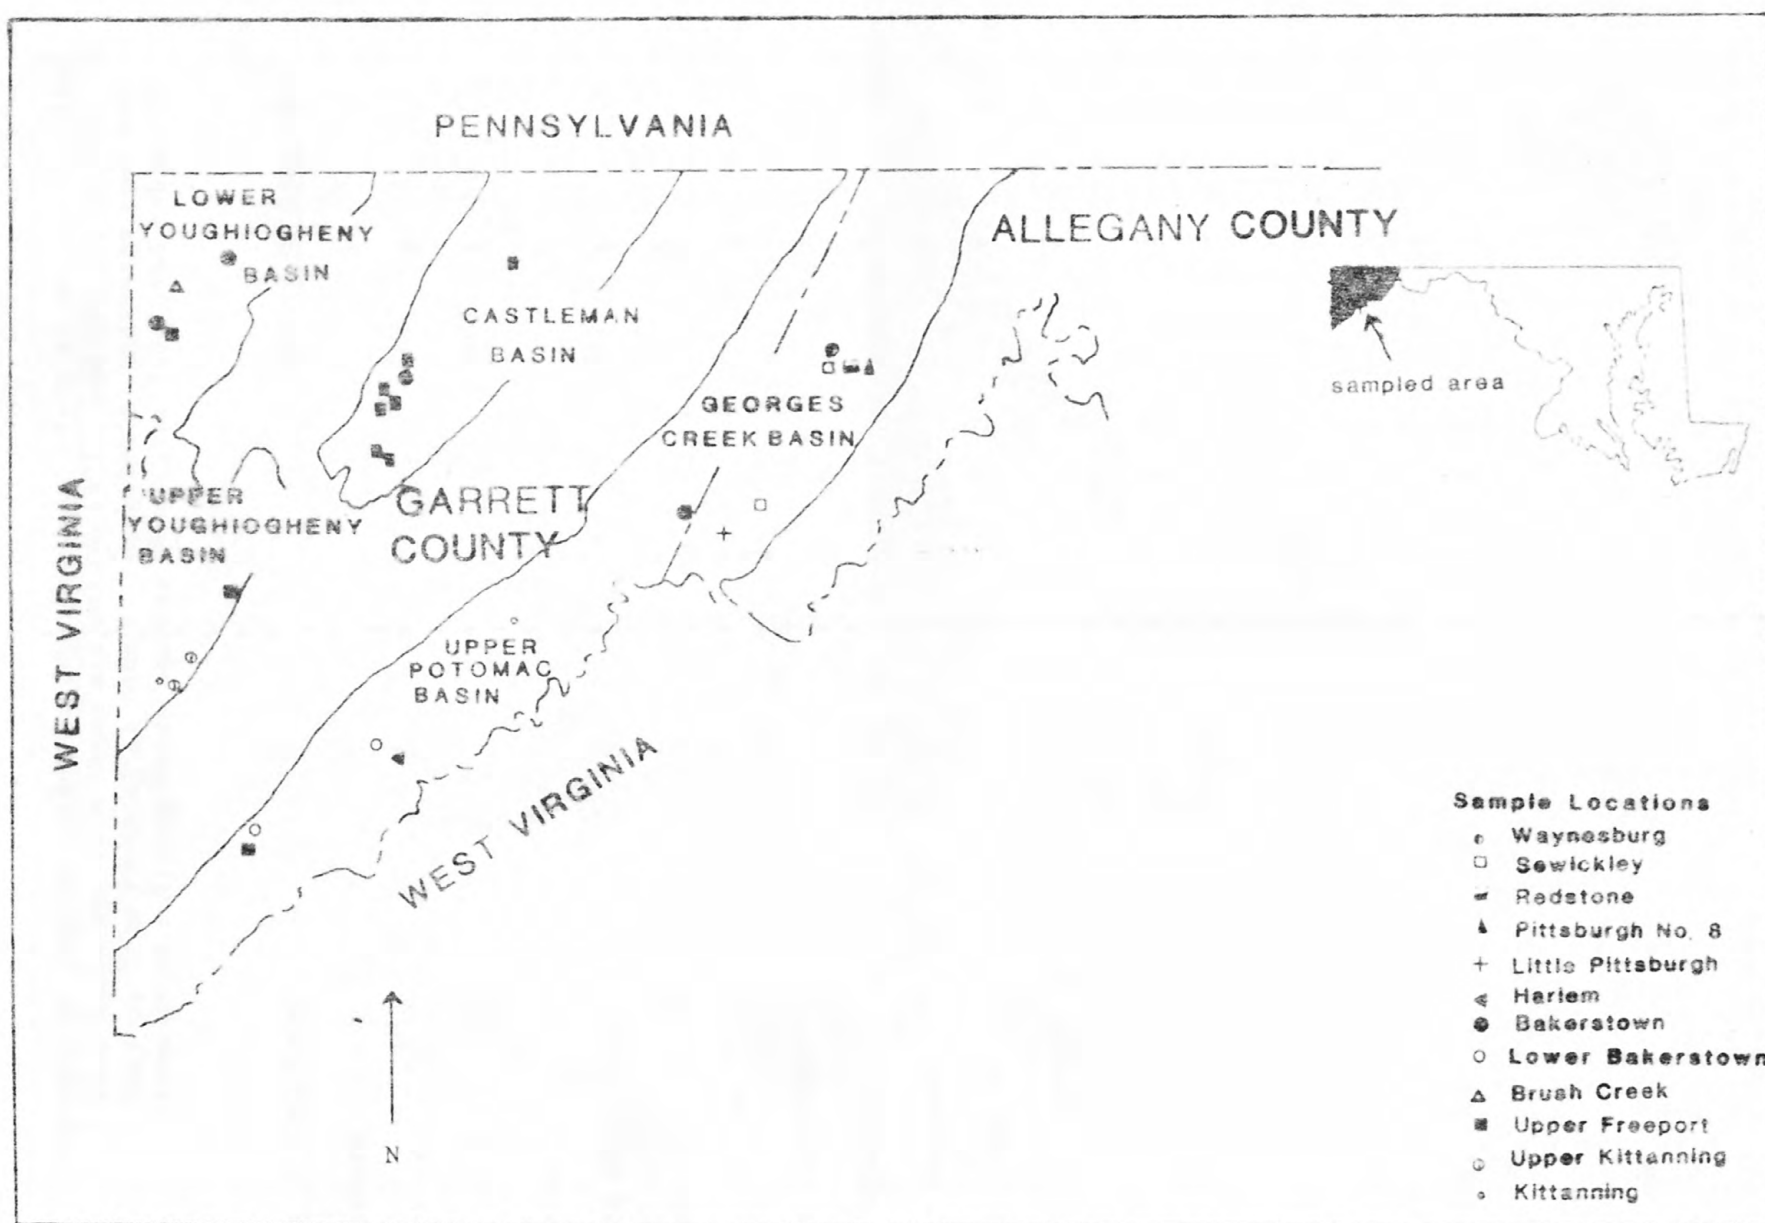 PENNSYLVANIA
LOWER
YOUGHIOGHENY
BASIN
ALLEGANY COUNTY
CASTLEMAN
BASIN
sampled area
GEORGES
CREEK BASIN
WEST VIRGINIA
UPPER
YOUGHIOGHENY
BASIN
GARRETT
COUNTY
UPPER
POTOMAC
BASIN
WEST VIRGINIA
N
Sample Locations
Waynesburg
Sewickley
Redstone
Pittsburgh No. 8
Little Pittsburgh
Harlem
Bakerstown
Lower Bakerstown
Brush Creek
Upper Freeport
Upper Kittanning
Kittanning